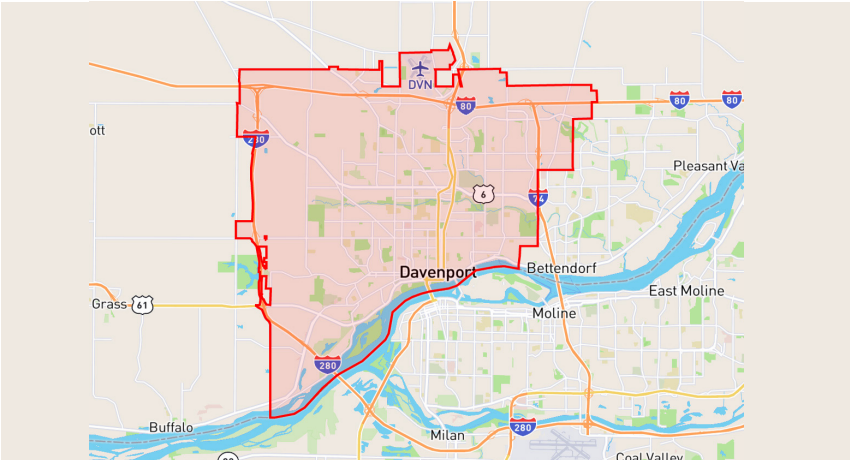 DVN
80
80
80
280
ott
Pleasant Va
6
74
Davenport
Bettendorf
East Moline
Grass
61
Moline
280
Buffalo
Milan
280
Coal Valley